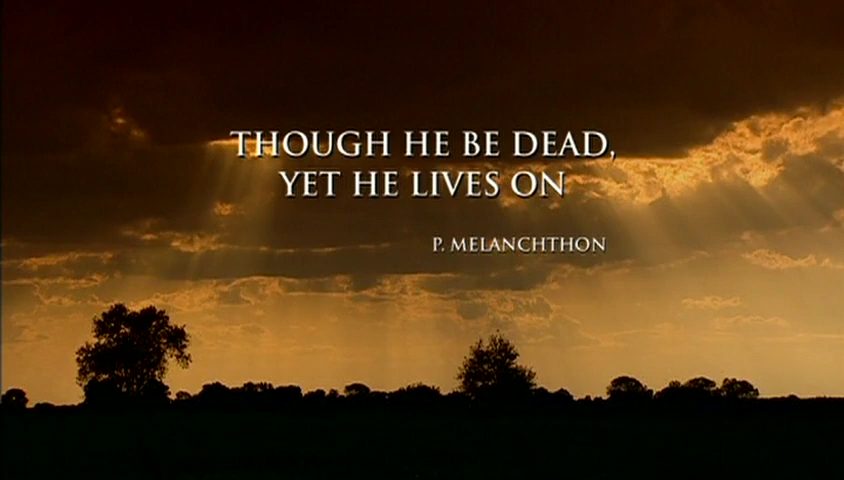 THOUGH HE BE DEAD,
YET HE LIVES ON
P. MELANCHTHON